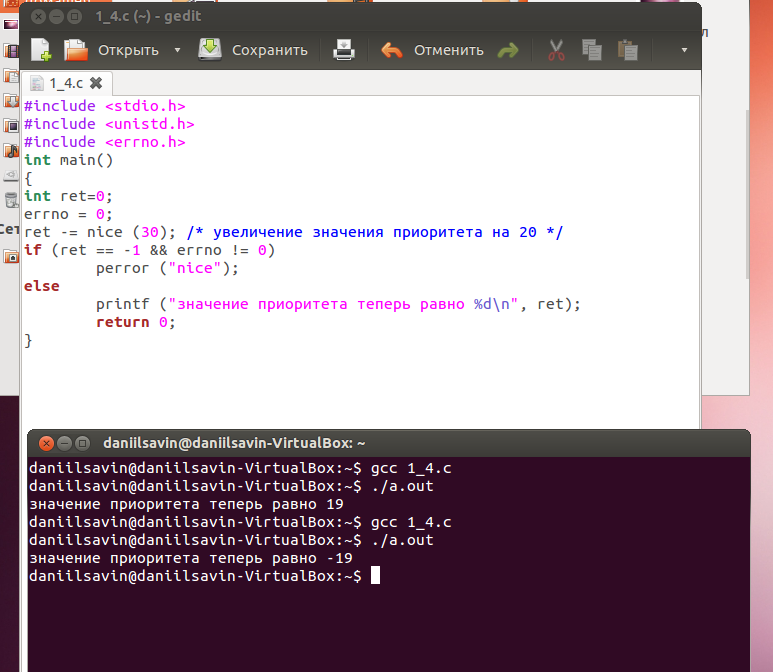 1_4.c (~) - gedit
Открыть Сохранить Отменить
1_4.c
#include <stdio.h>
#include <unistd.h>
#include <errno.h>
int main()
{
int ret=0;
errno = 0;
ret -= nice (30); /* увеличение значения приоритета на 20 */
if (ret == -1 && errno != 0)
perror ("nice");
else
printf ("значение приоритета теперь равно %d\n", ret);
return 0;
}
daniilsavin@daniilsavin-VirtualBox: ~
daniilsavin@daniilsavin-VirtualBox:~$ gcc 1_4.c
daniilsavin@daniilsavin-VirtualBox:~$ ./a.out
значение приоритета теперь равно 19
daniilsavin@daniilsavin-VirtualBox:~$ gcc 1_4.c
daniilsavin@daniilsavin-VirtualBox:~$ ./a.out
значение приоритета теперь равно -19
daniilsavin@daniilsavin-VirtualBox:~$